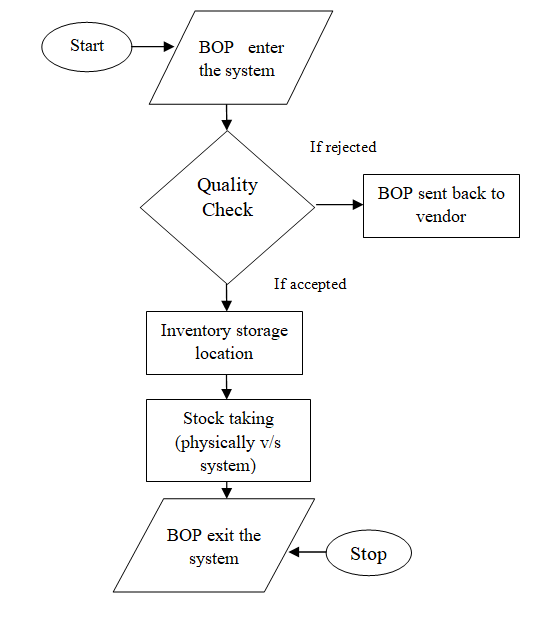 Start
BOP enter
the system
If rejected
Quality
Check
BOP sent back to
vendor
If accepted
Inventory storage
location
Stock taking
(physically v/s
system)
BOP exit the
system
Stop